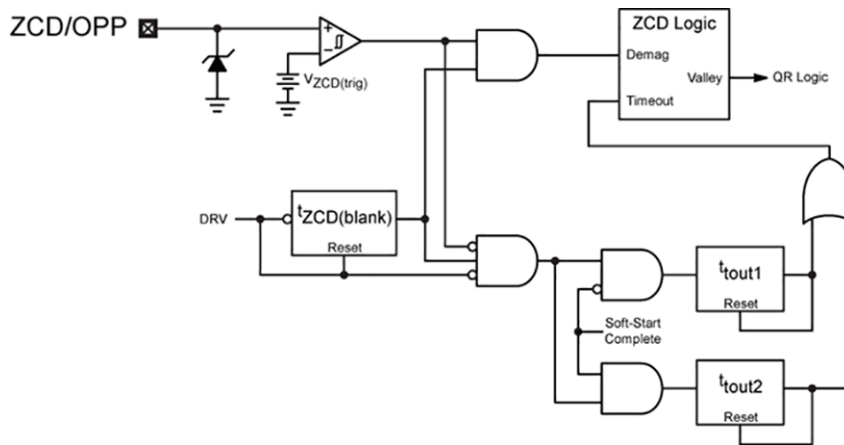 ZCD/OPP
ZCD Logic
Demag
Valley
QR Logic
Timeout
VZCD(trig)
+
−
DRV
tZCD(blank)
Reset
ttout1
Reset
Soft-Start
Complete
ttout2
Reset